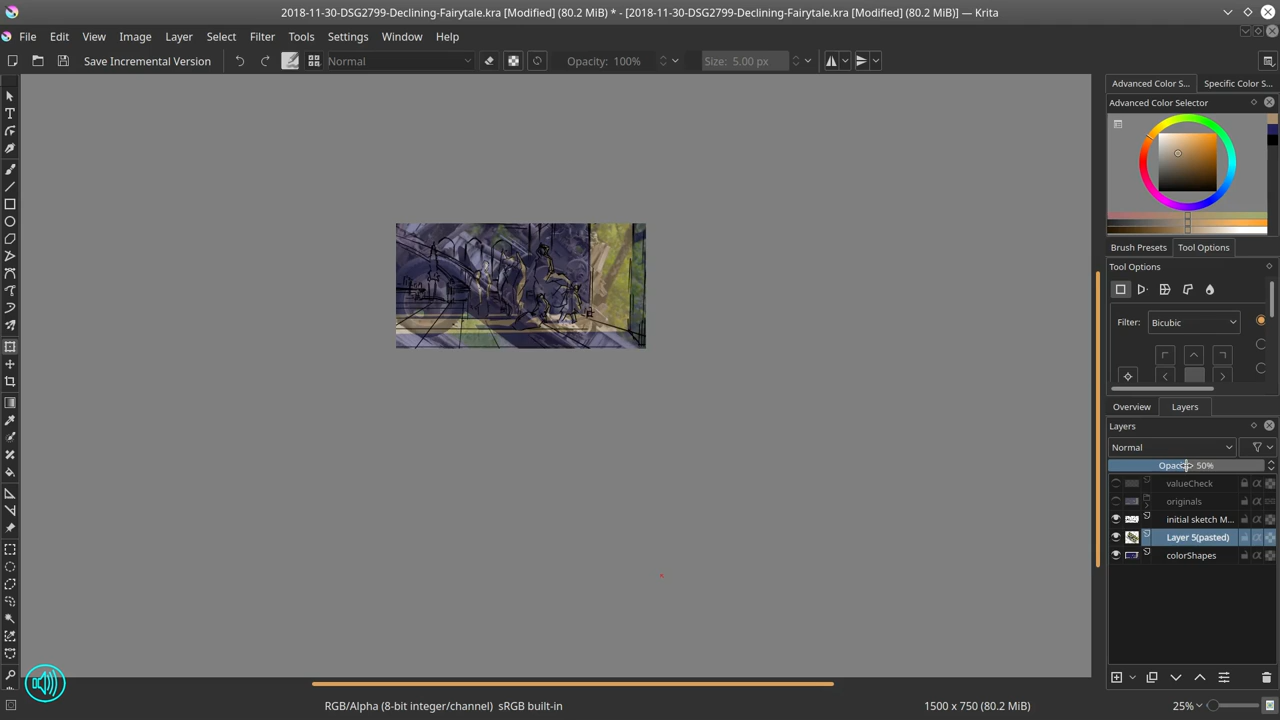 2018-11-30-DSG2799-Declining-Fairytale.kra [Modified] (80.2 MiB) * - [2018-11-30-DSG2799-Declining-Fairytale.kra [Modified] (80.2 MiB)] — Krita
File Edit View Image Layer Select Filter Tools Settings Window Help
Save Incremental Version Normal Opacity: 100% Size: 5.00 px
Advanced Color S... Specific Color S...
Advanced Color Selector
Brush Presets Tool Options
Tool Options
Filter: Bicubic
Overview Layers
Layers
Normal
50%
valueCheck
originals
initial sketch M...
Layer 5(pasted)
colorShapes
RGB/Alpha (8-bit integer/channel) sRGB built-in 1500 x 750 (80.2 MiB) 25%